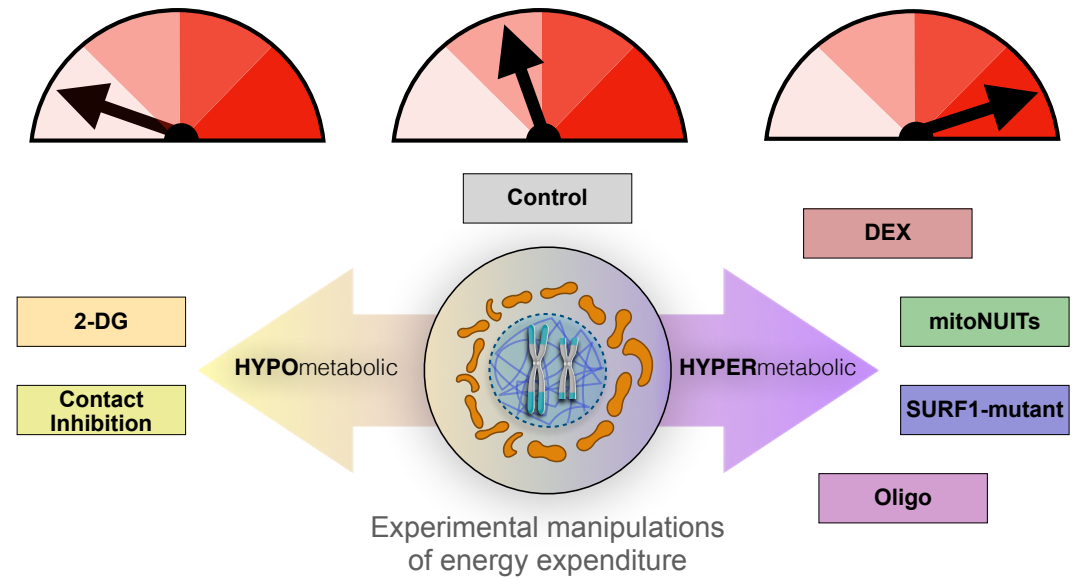 Control
DEX
2-DG
mitoNUITs
HYPOmetabolic
HYPERmetabolic
Contact
Inhibition
SURF1-mutant
Oligo
Experimental manipulations
of energy expenditure